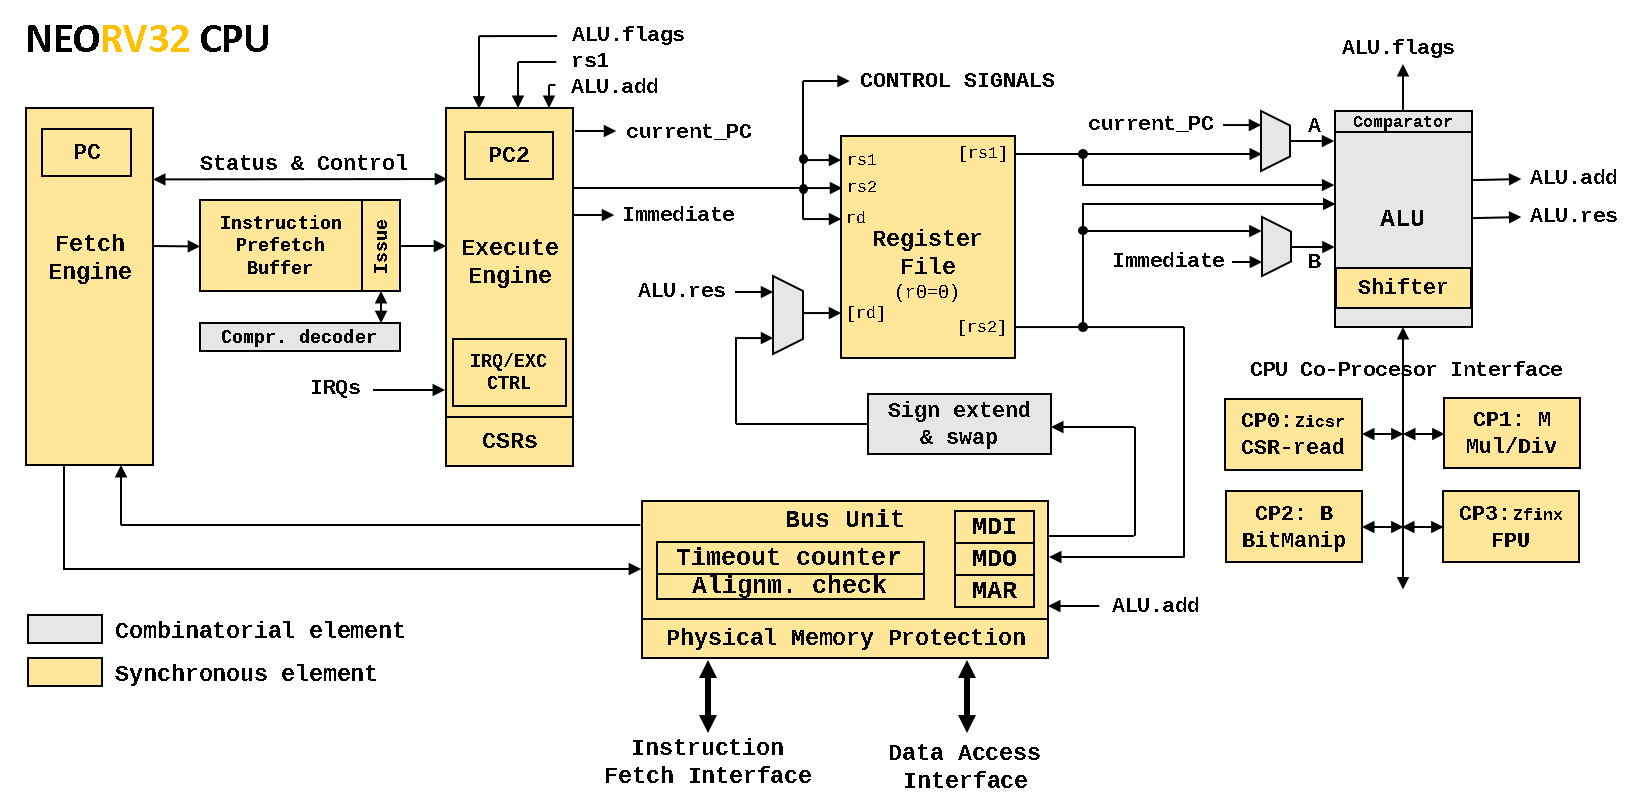 NEORV32 CPU
ALU.flags
rs1
ALU.add
current_PC
Immediate
CONTROL SIGNALS
PC
Fetch
Engine
Status & Control
Instruction
Prefetch
Buffer
Issue
Compr. decoder
PC2
Execute
Engine
IRQs
IRQ/EXC
CTRL
CSRs
rs1
rs2
rd
[rs1]
Register
File
(r0=0)
[rd]
[rs2]
ALU.res
Sign extend
& swap
current_PC
A
Immediate
B
ALU.flags
Comparator
ALU
Shifter
ALU.add
ALU.res
CPU Co-Procesor Interface
CP0:Zicsr
CSR-read
CP1: M
Mul/Div
CP2: B
BitManip
CP3:Zfinx
FPU
Bus Unit
Timeout counter
Alignm. check
MDI
MDO
MAR
ALU.add
Physical Memory Protection
Instruction
Fetch Interface
Data Access
Interface
Combinatorial element
Synchronous element